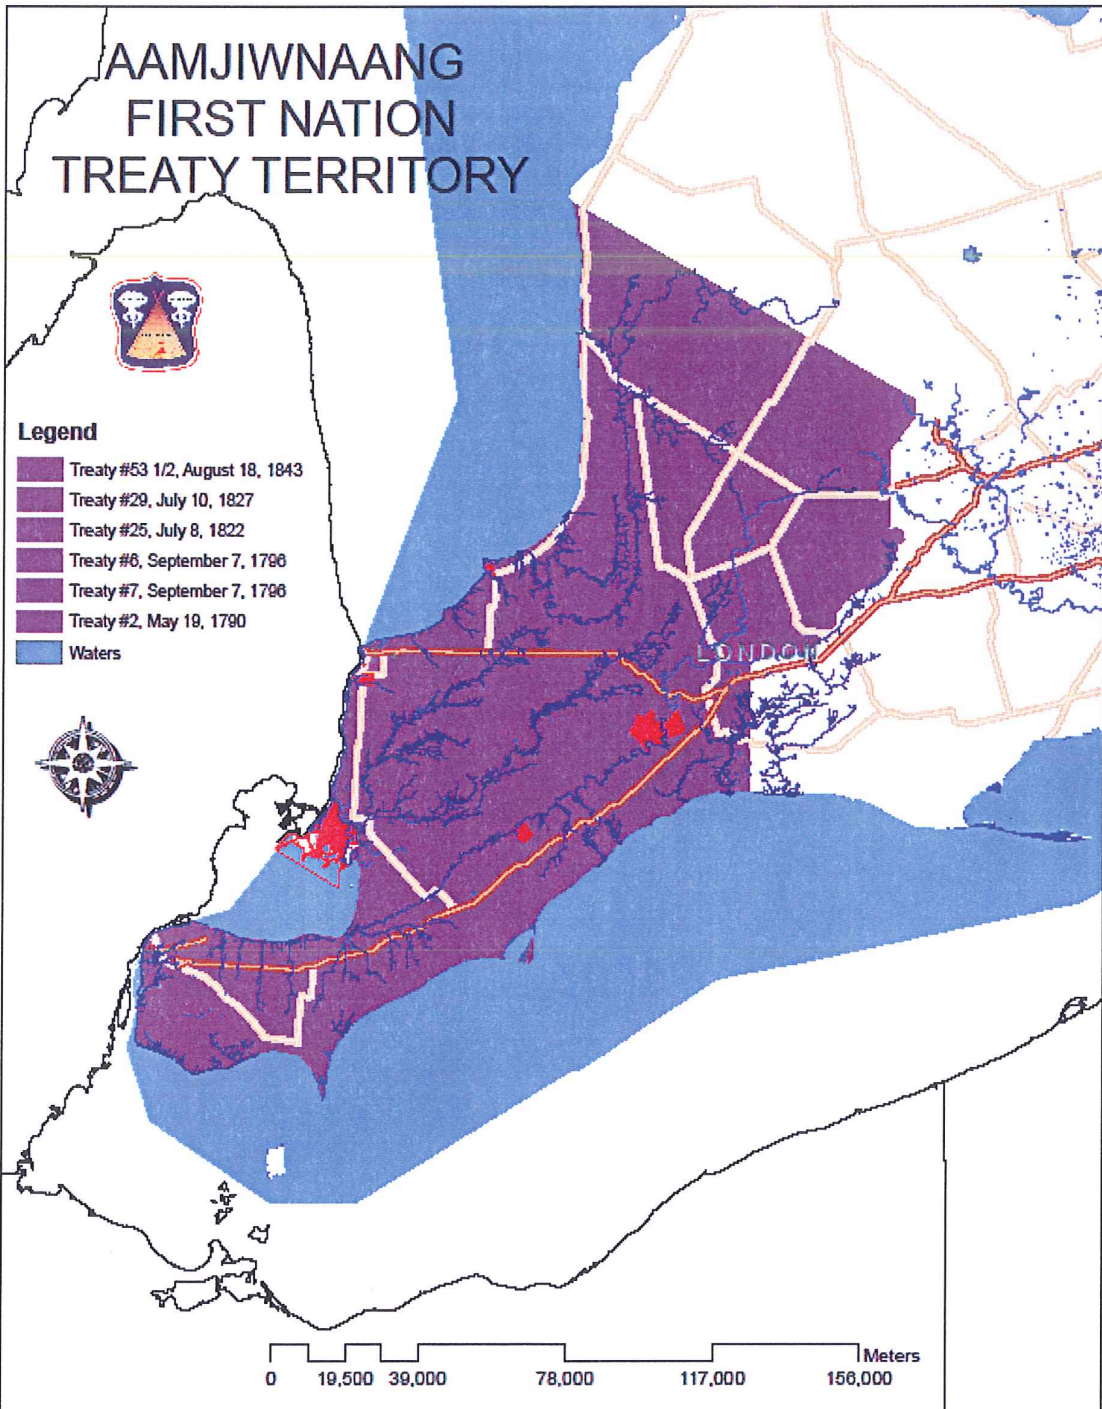 AAMJIWNAANG
FIRST NATION
TREATY TERRITORY
Legend
Treaty #53 1/2, August 18, 1843
Treaty #29, July 10, 1827
Treaty #25, July 8, 1822
Treaty #6, September 7, 1796
Treaty #7, September 7, 1796
Treaty #2, May 19, 1790
Waters
LONDON
Meters
0 19,500 39,000 78,000 117,000 156,000